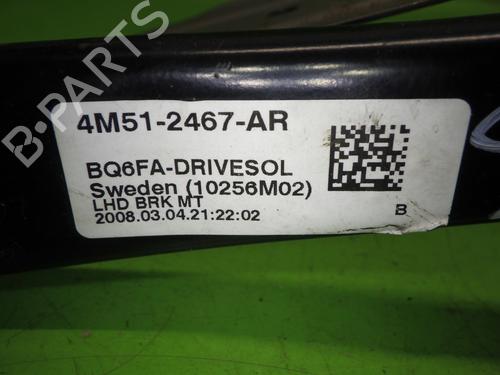 4M51-2467-AR
BQ6FA-DRIVESOL
Sweden (10256M02)
LHD BRK MT
2008.03.04.21:22:02
B
B-PARTS